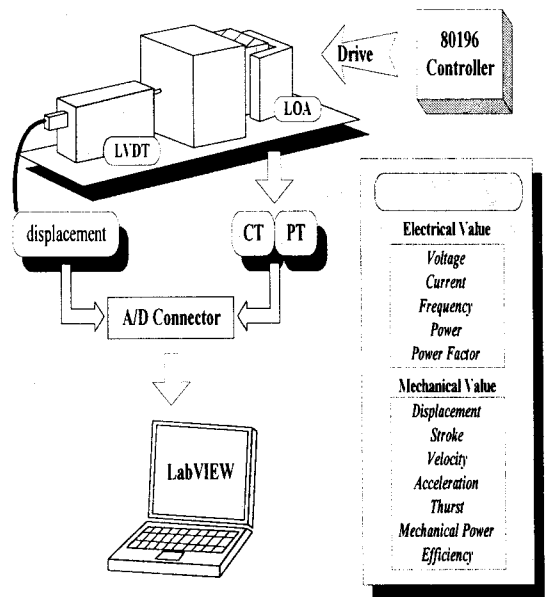 80196
Controller
Drive
LOA
LVDT
displacement
CT
PT
A/D Connector
LabVIEW
Electrical Value
Voltage
Current
Frequency
Power
Power Factor
Mechanical Value
Displacement
Stroke
Velocity
Acceleration
Thurst
Mechanical Power
Efficiency